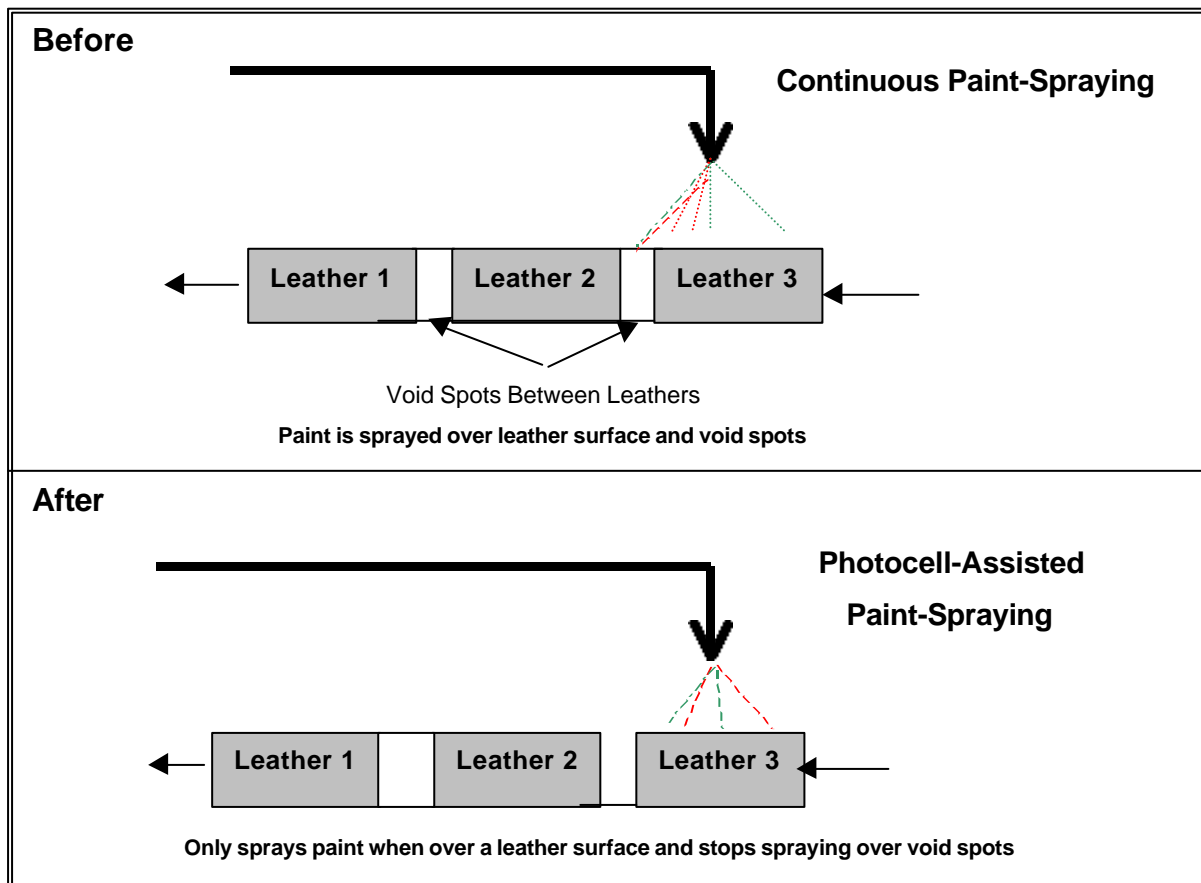 Before
Continuous Paint-Spraying
Leather 1
Leather 2
Leather 3
Void Spots Between Leathers
Paint is sprayed over leather surface and void spots
After
Photocell-Assisted
Paint-Spraying
Leather 1
Leather 2
Leather 3
Only sprays paint when over a leather surface and stops spraying over void spots